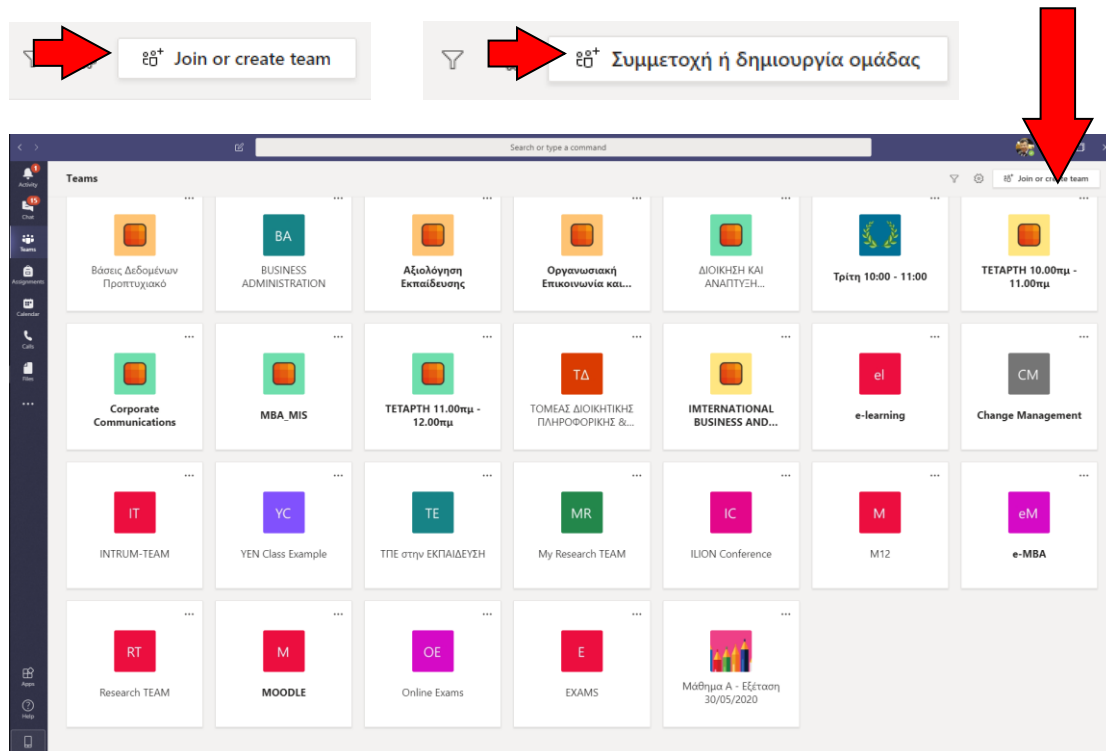 Join or create team
Συμμετοχή ή δημιουργία ομάδας
Search or type a command
1
Activity
Teams
Join or create team
15
Chat
Teams
Assignments
Calendar
Calls
Files
Βάσεις Δεδομένων
Προπτυχιακό
BA
BUSINESS
ADMINISTRATION
Αξιολόγηση
Εκπαίδευσης
Οργανωσιακή
Επικοινωνία και...
ΔΙΟΙΚΗΣΗ ΚΑΙ
ΑΝΑΠΤΥΞΗ...
Τρίτη 10:00 - 11:00
ΤΕΤΑΡΤΗ 10.00πμ -
11.00πμ
Corporate
Communications
MBA_MIS
ΤΕΤΑΡΤΗ 11.00πμ -
12.00πμ
ΤΔ
ΤΟΜΕΑΣ ΔΙΟΙΚΗΤΙΚΗΣ
ΠΛΗΡΟΦΟΡΙΚΗΣ &...
IMTERNATIONAL
BUSINESS AND...
el
e-learning
CM
Change Management
IT
INTRUM-TEAM
YC
YEN Class Example
ΤΕ
ΤΠΕ στην ΕΚΠΑΙΔΕΥΣΗ
MR
My Research TEAM
IC
ILION Conference
M
M12
eM
e-MBA
RT
Research TEAM
M
MOODLE
OE
Online Exams
E
EXAMS
Μάθημα Α - Εξέταση
30/05/2020
Apps
Help